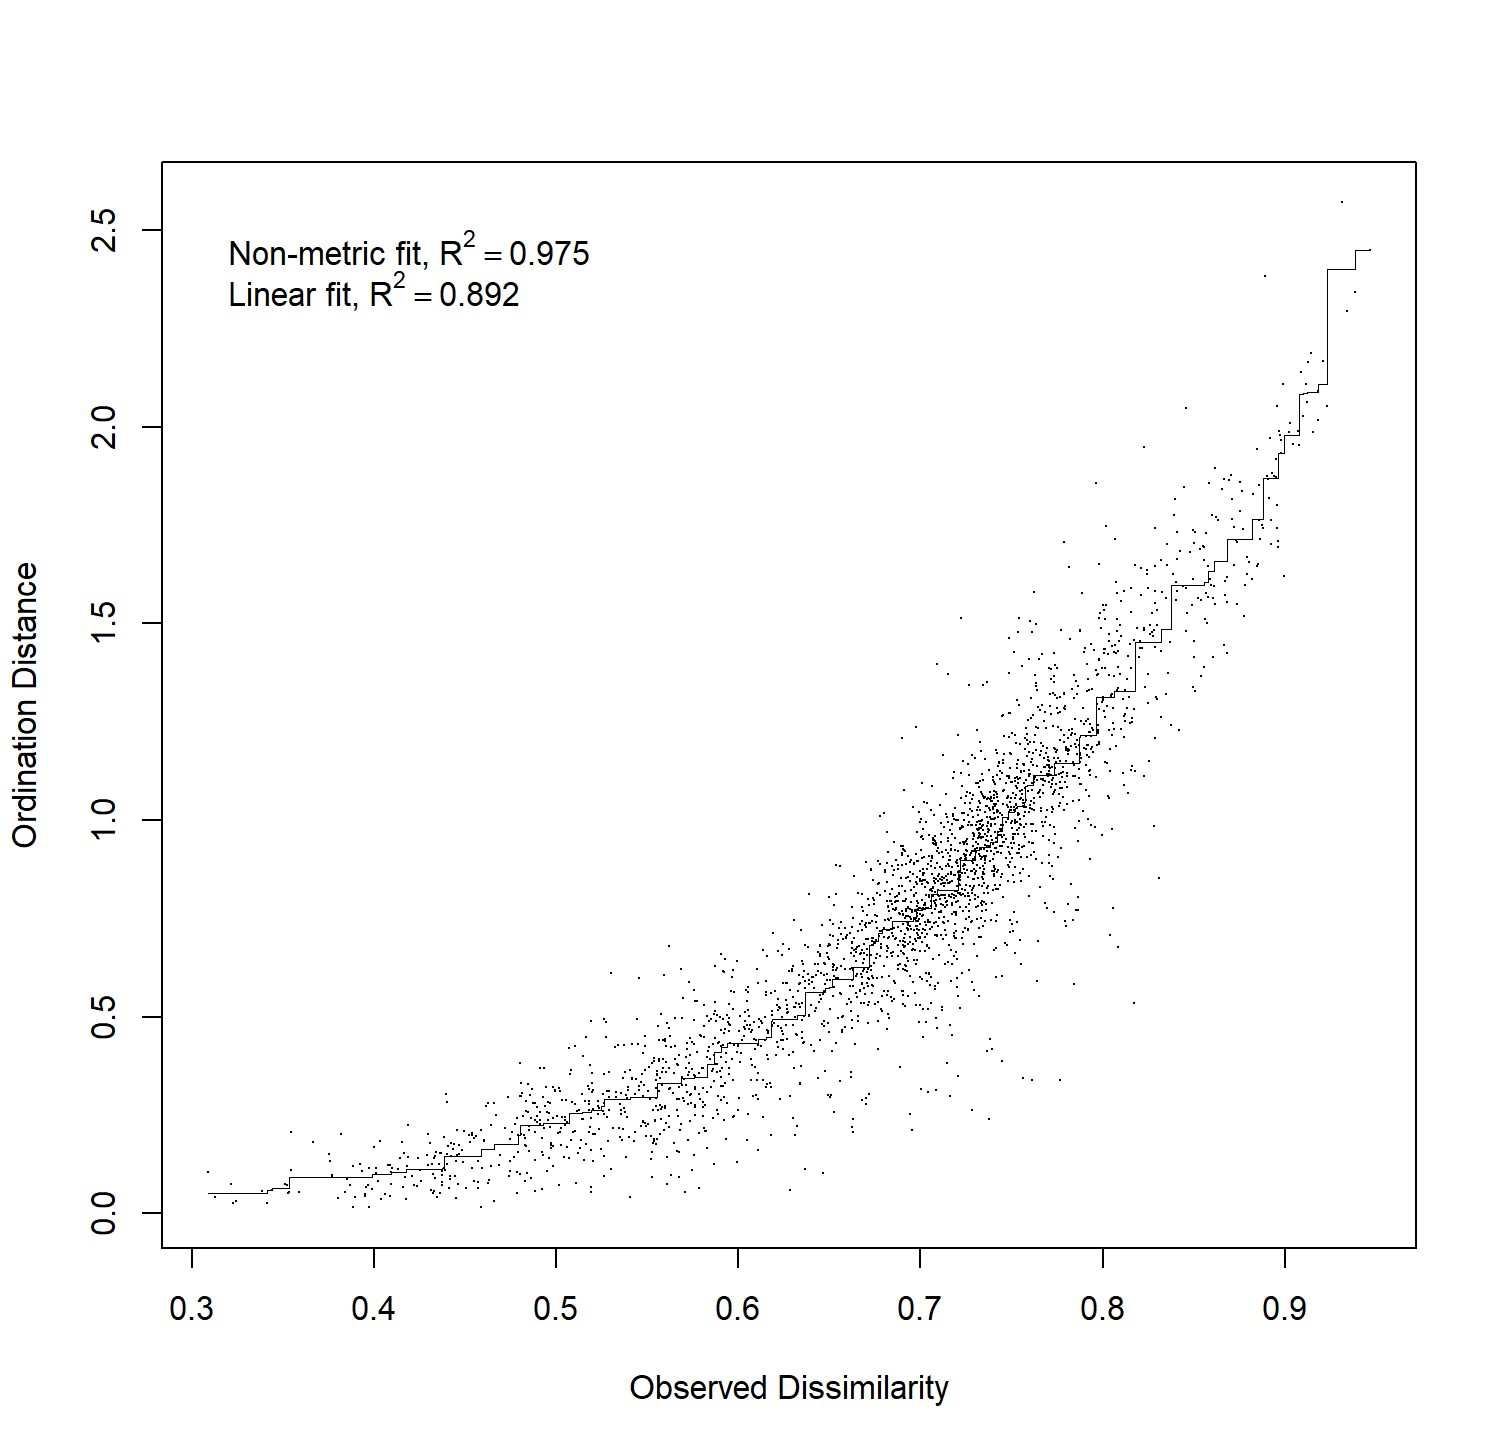 Non-metric fit, R² = 0.975
Linear fit, R² = 0.892
Ordination Distance
2.5
2.0
1.5
1.0
0.5
0.0
0.3 0.4 0.5 0.6 0.7 0.8 0.9
Observed Dissimilarity